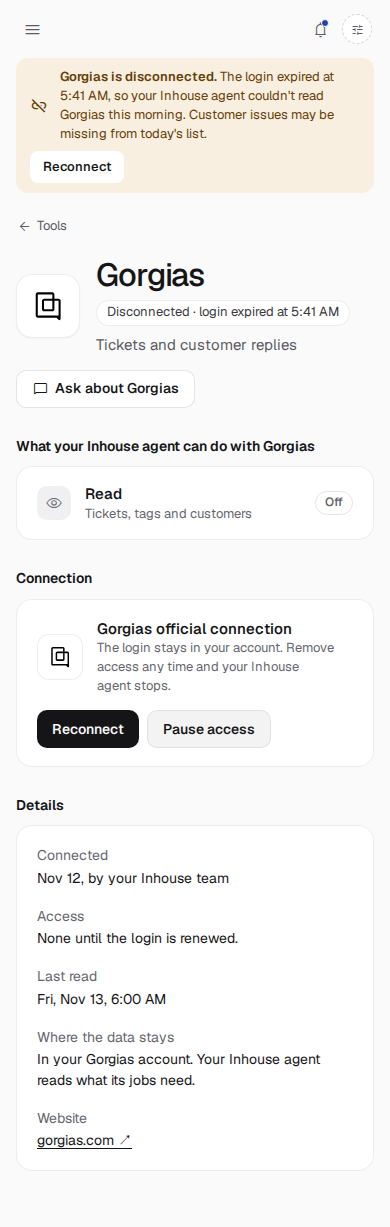 Gorgias is disconnected. The login expired at
5:41 AM, so your Inhouse agent couldn't read
Gorgias this morning. Customer issues may be
missing from today's list.
Reconnect
← Tools
Gorgias
Disconnected · login expired at 5:41 AM
Tickets and customer replies
Ask about Gorgias
What your Inhouse agent can do with Gorgias
Read
Tickets, tags and customers
Off
Connection
Gorgias official connection
The login stays in your account. Remove
access any time and your Inhouse
agent stops.
Reconnect
Pause access
Details
Connected
Nov 12, by your Inhouse team
Access
None until the login is renewed.
Last read
Fri, Nov 13, 6:00 AM
Where the data stays
In your Gorgias account. Your Inhouse agent
reads what its jobs need.
Website
gorgias.com ↗